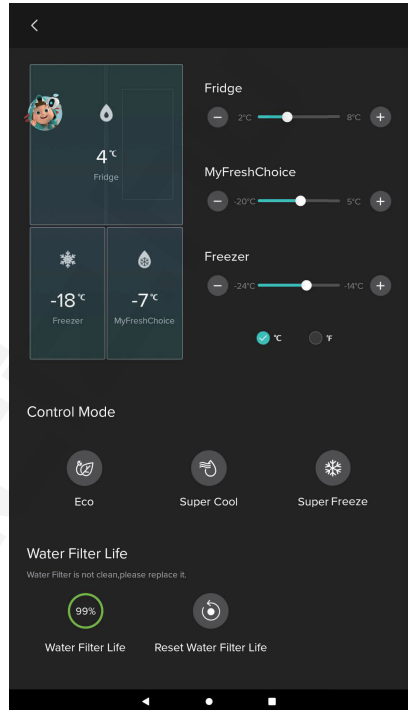 4°C
Fridge
-18°C
Freezer
-7°C
MyFreshChoice
Fridge
2°C
8°C
MyFreshChoice
-20°C
5°C
Freezer
-24°C
-14°C
°C
°F
Control Mode
Eco
Super Cool
Super Freeze
Water Filter Life
Water Filter is not clean,please replace it.
99%
Water Filter Life
Reset Water Filter Life